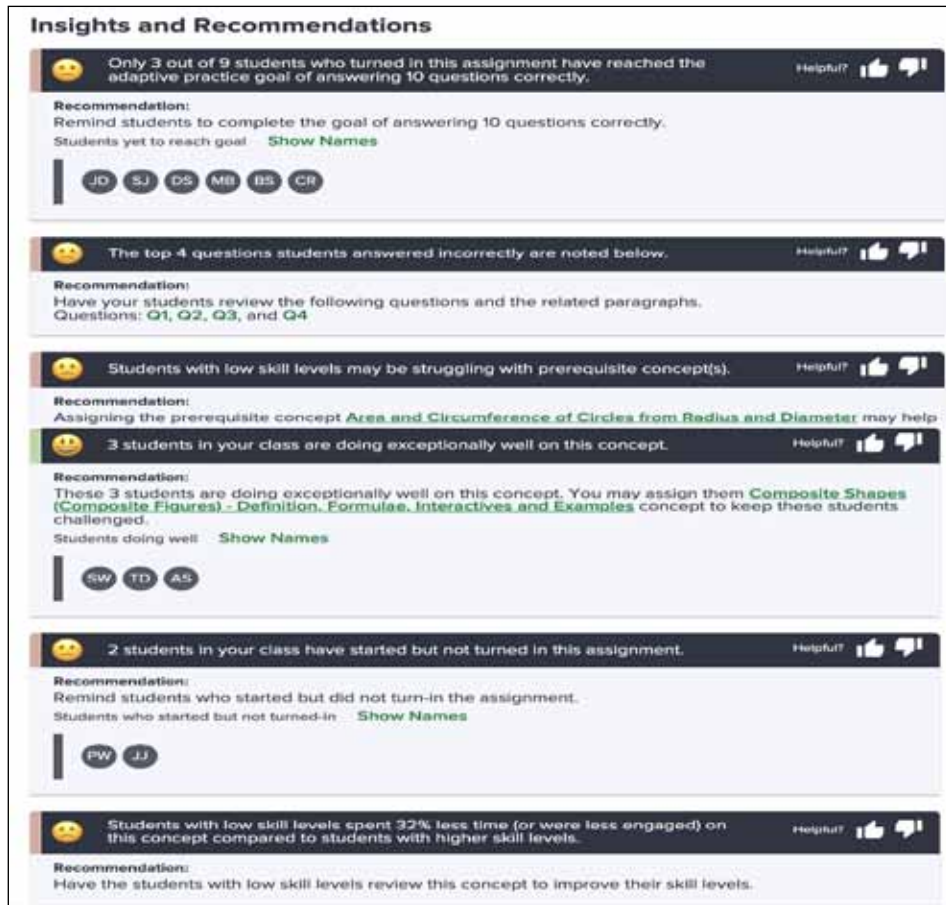 Insights and Recommendations
Only 3 out of 9 students who turned in this assignment have reached the
adaptive practice goal of answering 10 questions correctly.
Helpful?
Recommendation:
Remind students to complete the goal of answering 10 questions correctly.
Students yet to reach goal Show Names
JD SJ DS MB BS CR
The top 4 questions students answered incorrectly are noted below.
Helpful?
Recommendation:
Have your students review the following questions and the related paragraphs.
Questions: Q1, Q2, Q3, and Q4
Students with low skill levels may be struggling with prerequisite concept(s).
Helpful?
Recommendation:
Assigning the prerequisite concept Area and Circumference of Circles from Radius and Diameter may help
3 students in your class are doing exceptionally well on this concept.
Helpful?
Recommendation:
These 3 students are doing exceptionally well on this concept. You may assign them Composite Shapes
(Composite Figures) - Definition, Formulae, Interactives and Examples concept to keep these students
challenged.
Students doing well Show Names
SW TD AS
2 students in your class have started but not turned in this assignment.
Helpful?
Recommendation:
Remind students who started but did not turn-in the assignment.
Students who started but not turned-in Show Names
PW JJ
Students with low skill levels spent 32% less time (or were less engaged) on
this concept compared to students with higher skill levels.
Helpful?
Recommendation:
Have the students with low skill levels review this concept to improve their skill levels.